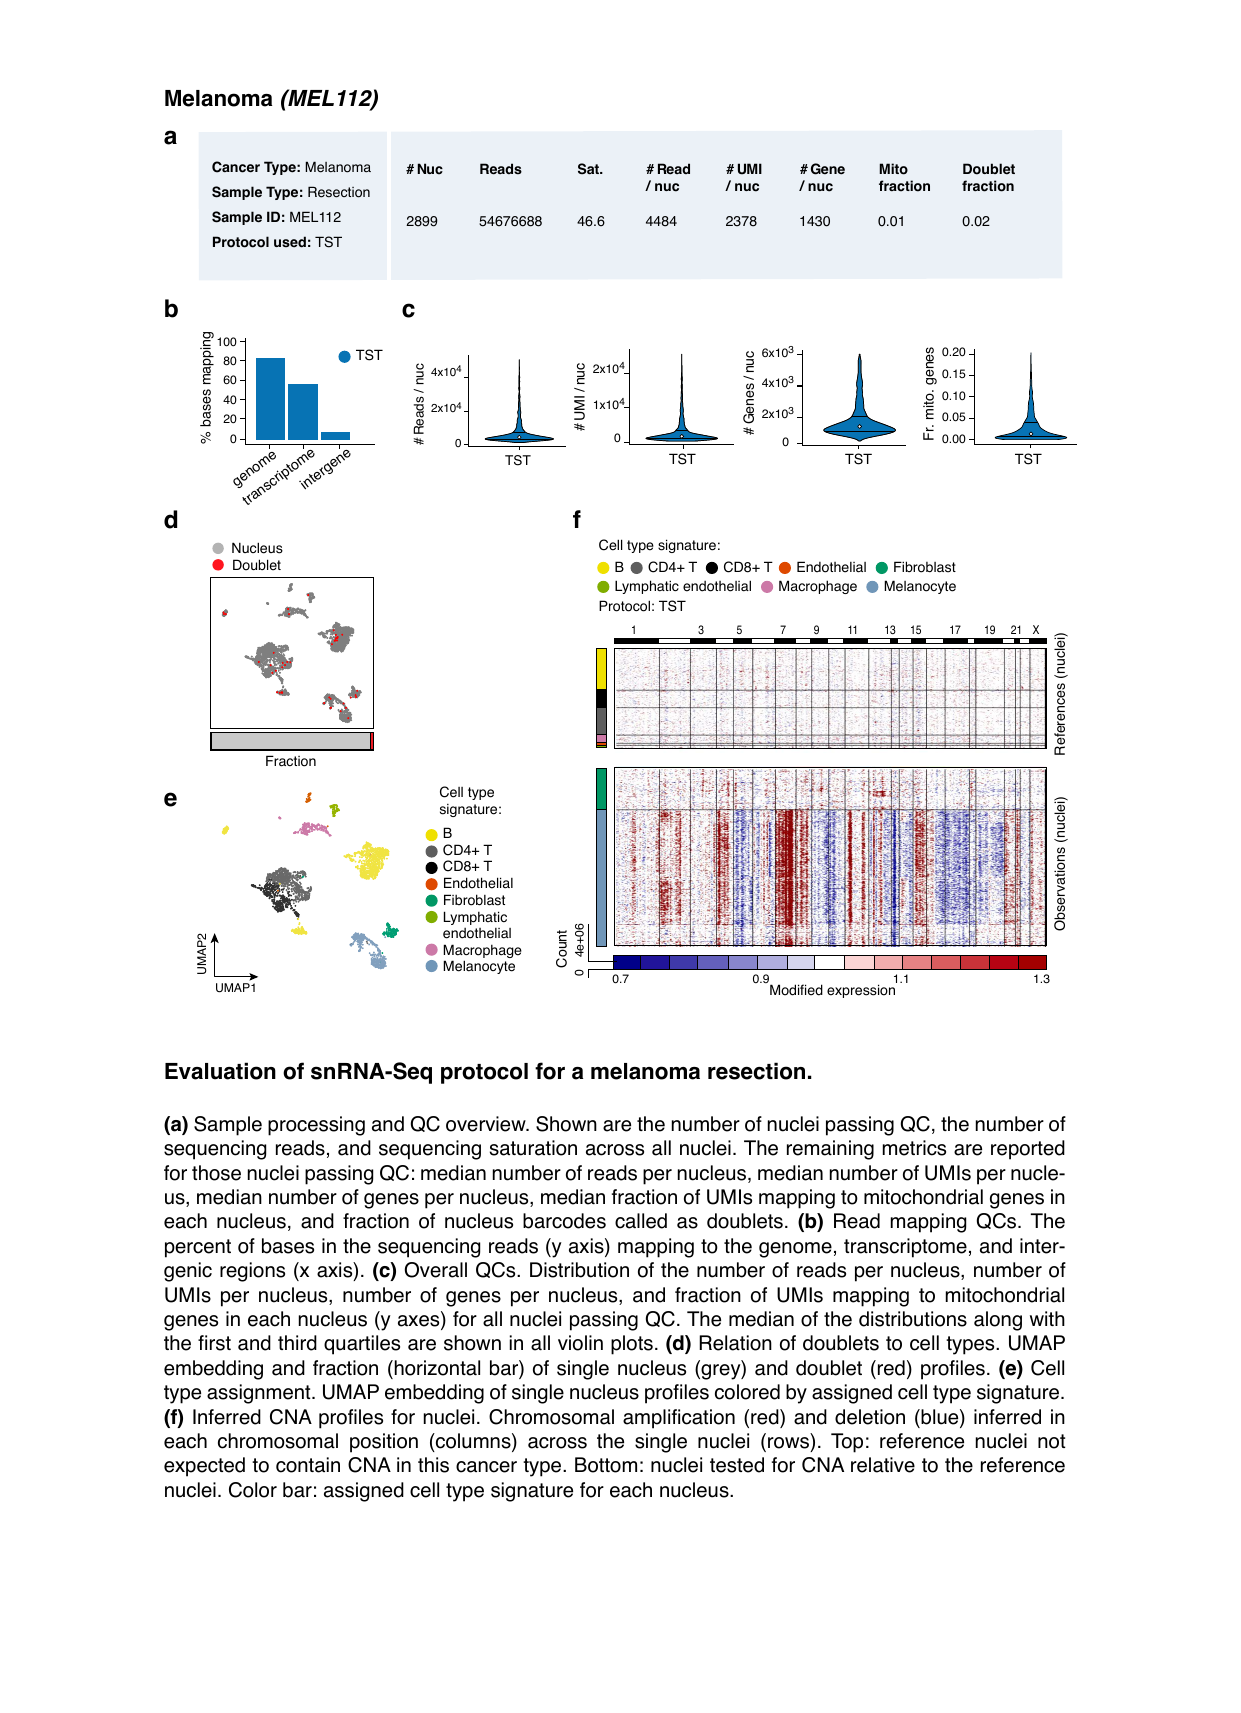 Melanoma (MEL112)
a
Cancer Type: Melanoma
Sample Type: Resection
Sample ID: MEL112
Protocol used: TST
# Nuc Reads Sat. # Read / nuc # UMI / nuc # Gene / nuc Mito fraction Doublet fraction
2899 54676688 46.6 4484 2378 1430 0.01 0.02
b
% bases mapping
100
80
60
40
20
0
TST
genome
transcriptome
intergene
c
# Reads / nuc
4x10⁴
2x10⁴
0
TST
# UMI / nuc
2x10⁴
1x10⁴
0
TST
# Genes / nuc
6x10³
4x10³
2x10³
0
TST
Fr. mito. genes
0.20
0.15
0.10
0.05
0.00
TST
d
Nucleus
Doublet
Fraction
e
Cell type
signature:
B
CD4+ T
CD8+ T
Endothelial
Fibroblast
Lymphatic
endothelial
Macrophage
Melanocyte
UMAP2
UMAP1
f
Cell type signature:
B CD4+ T CD8+ T Endothelial Fibroblast
Lymphatic endothelial Macrophage Melanocyte
Protocol: TST
1 3 5 7 9 11 13 15 17 19 21 X
References (nuclei)
Observations (nuclei)
Count
0 4e+06
0.7 0.9 1.1 1.3
Modified expression
Evaluation of snRNA-Seq protocol for a melanoma resection.
(a) Sample processing and QC overview. Shown are the number of nuclei passing QC, the number of
sequencing reads, and sequencing saturation across all nuclei. The remaining metrics are reported
for those nuclei passing QC: median number of reads per nucleus, median number of UMIs per nucle-
us, median number of genes per nucleus, median fraction of UMIs mapping to mitochondrial genes in
each nucleus, and fraction of nucleus barcodes called as doublets. (b) Read mapping QCs. The
percent of bases in the sequencing reads (y axis) mapping to the genome, transcriptome, and inter-
genic regions (x axis). (c) Overall QCs. Distribution of the number of reads per nucleus, number of
UMIs per nucleus, number of genes per nucleus, and fraction of UMIs mapping to mitochondrial
genes in each nucleus (y axes) for all nuclei passing QC. The median of the distributions along with
the first and third quartiles are shown in all violin plots. (d) Relation of doublets to cell types. UMAP
embedding and fraction (horizontal bar) of single nucleus (grey) and doublet (red) profiles. (e) Cell
type assignment. UMAP embedding of single nucleus profiles colored by assigned cell type signature.
(f) Inferred CNA profiles for nuclei. Chromosomal amplification (red) and deletion (blue) inferred in
each chromosomal position (columns) across the single nuclei (rows). Top: reference nuclei not
expected to contain CNA in this cancer type. Bottom: nuclei tested for CNA relative to the reference
nuclei. Color bar: assigned cell type signature for each nucleus.